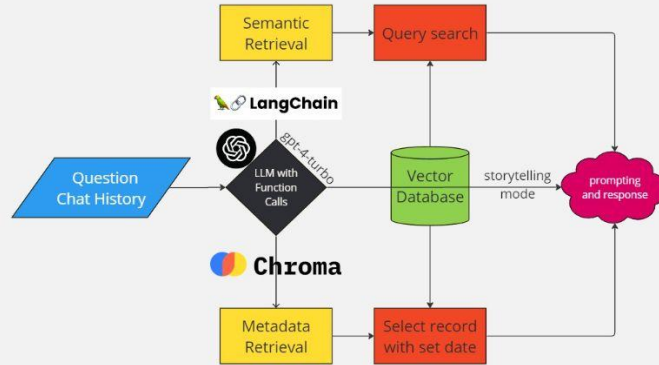 Semantic
Retrieval
Query search
LangChain
gpt-4-turbo
Question
Chat History
LLM with
Function
Calls
Vector
Database
storytelling
mode
prompting
and response
Chroma
Metadata
Retrieval
Select record
with set date